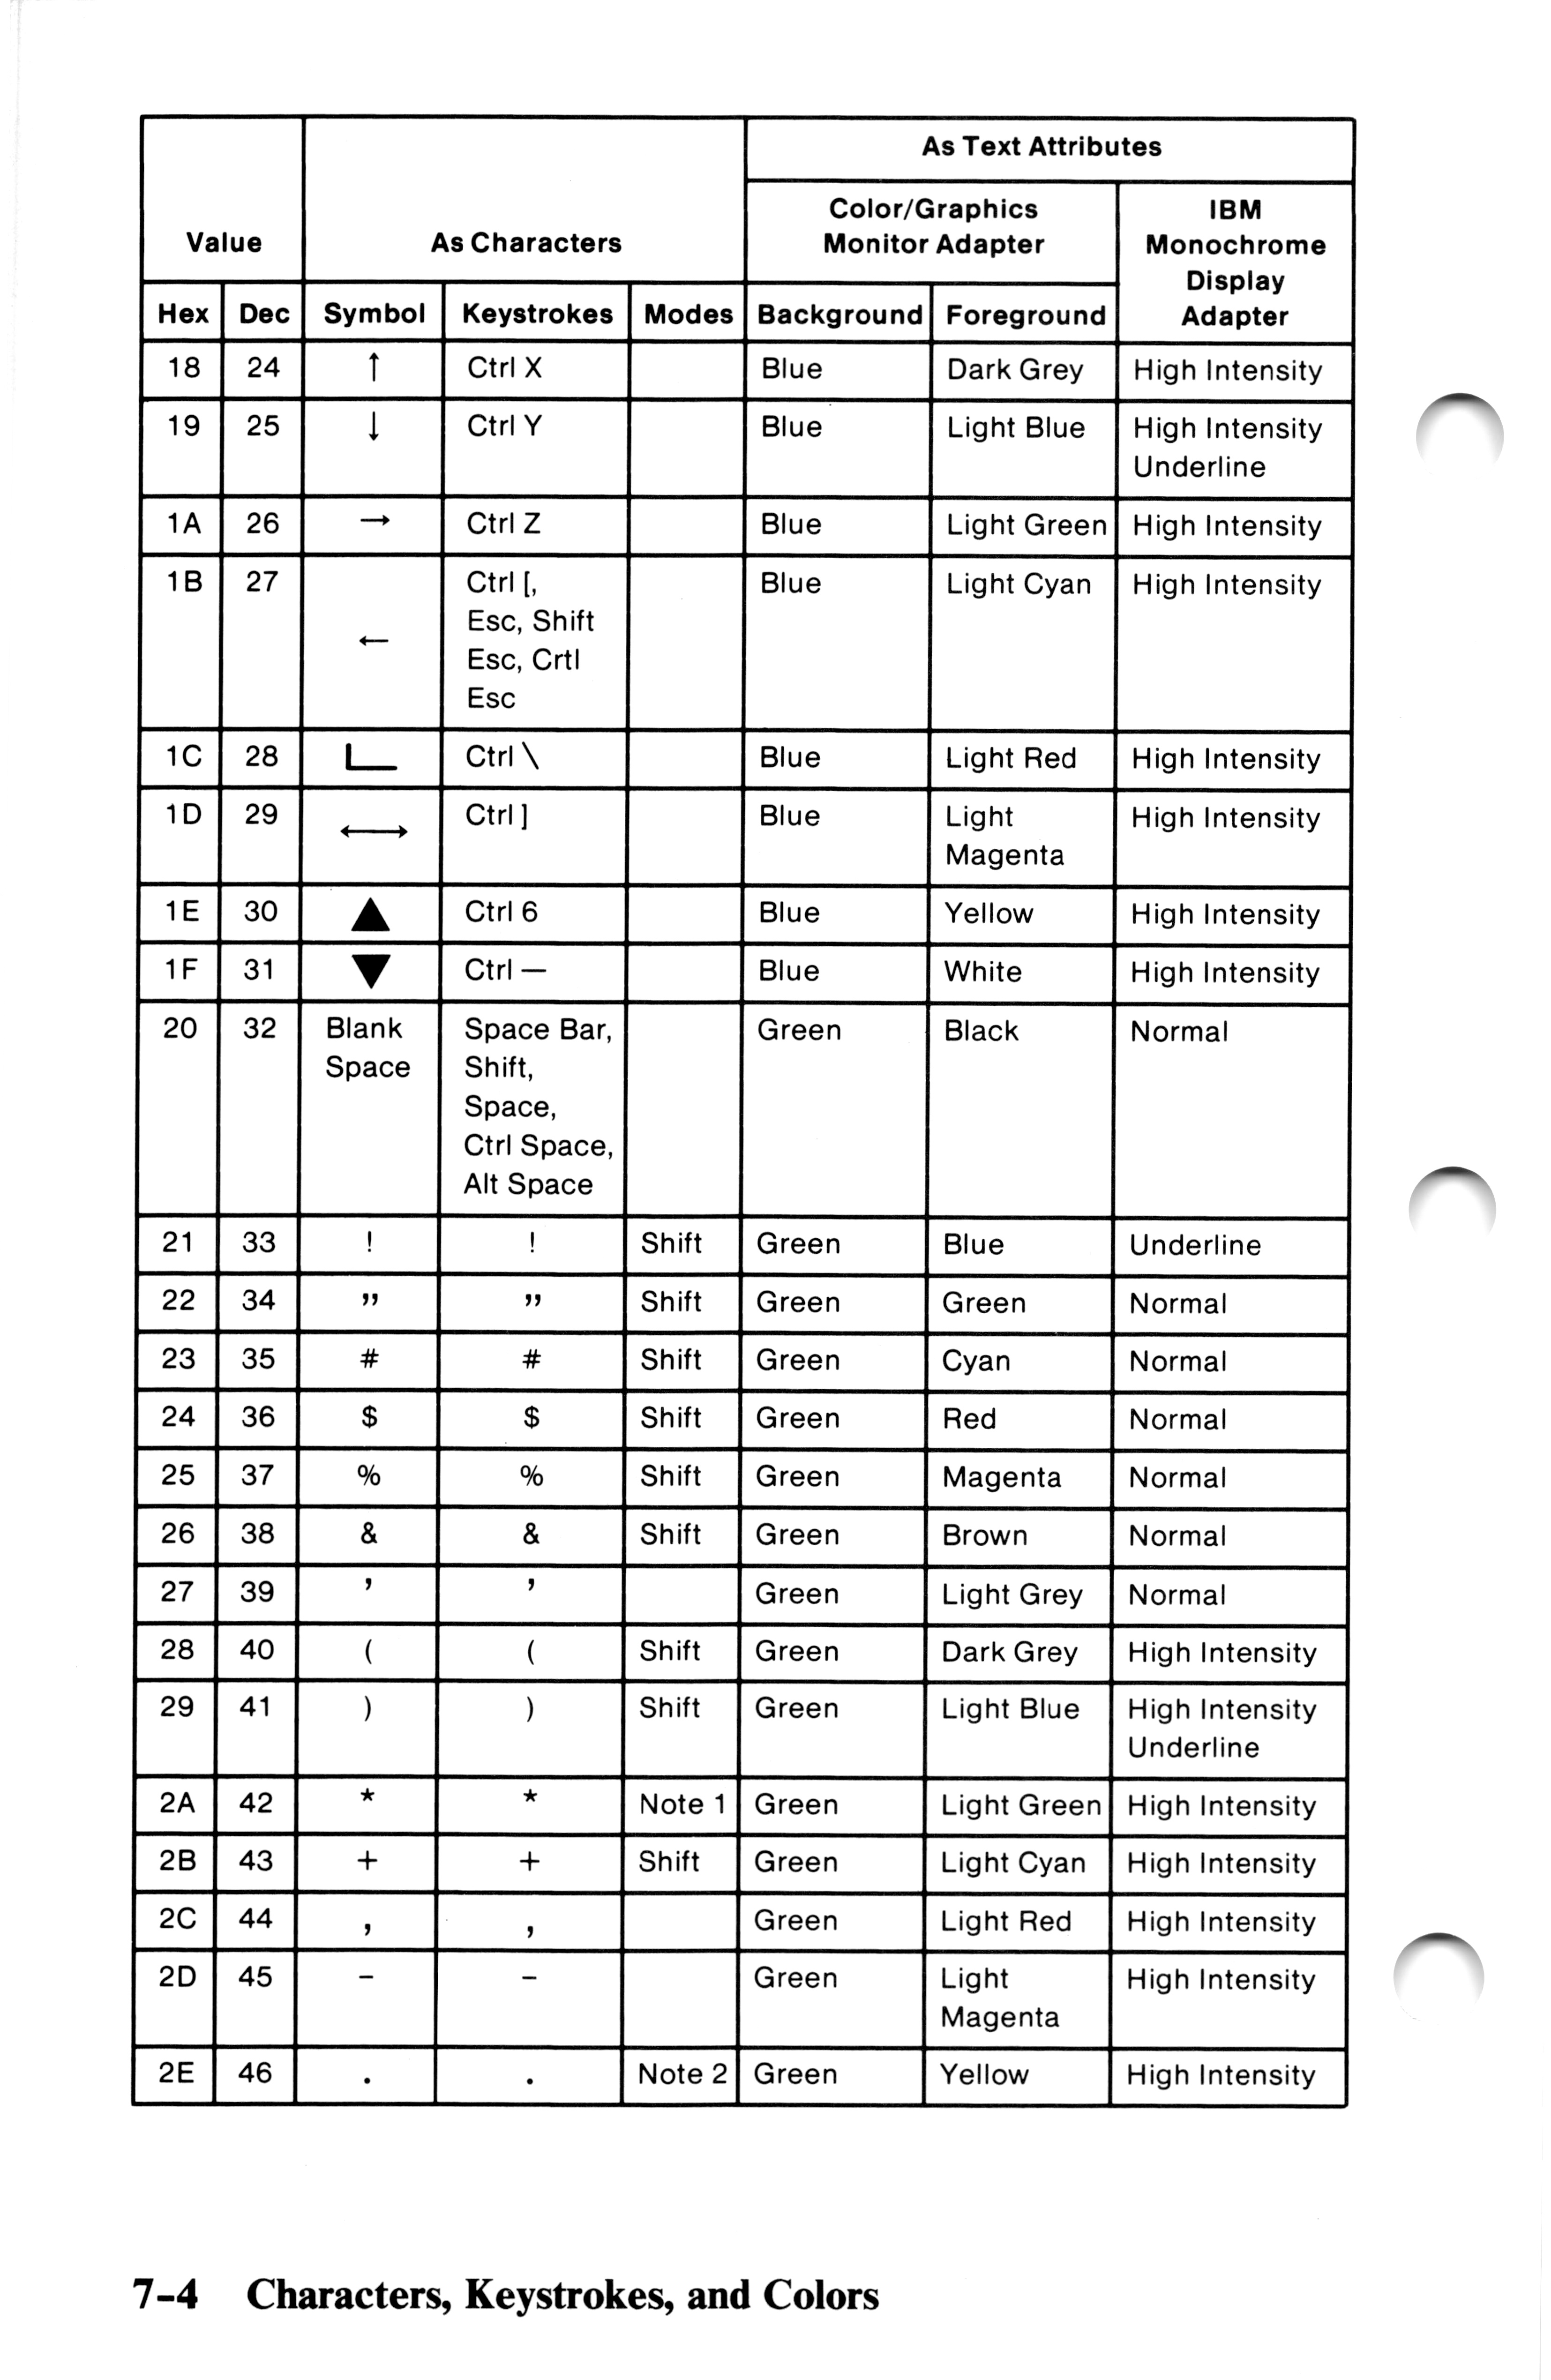 As Text Attributes
Value As Characters Color/Graphics Monitor Adapter IBM Monochrome Display Adapter
Hex Dec Symbol Keystrokes Modes Background Foreground
18 24 ↑ Ctrl X Blue Dark Grey High Intensity
19 25 ↓ Ctrl Y Blue Light Blue High Intensity
Underline
1A 26 → Ctrl Z Blue Light Green High Intensity
1B 27 ← Ctrl [, Blue Light Cyan High Intensity
Esc, Shift
Esc, Crtl
Esc
1C 28 ∟ Ctrl \ Blue Light Red High Intensity
1D 29 ↔ Ctrl ] Blue Light High Intensity
Magenta
1E 30 ▲ Ctrl 6 Blue Yellow High Intensity
1F 31 ▼ Ctrl — Blue White High Intensity
20 32 Blank Space Bar, Green Black Normal
Space Shift,
Space,
Ctrl Space,
Alt Space
21 33 ! ! Shift Green Blue Underline
22 34 ” ” Shift Green Green Normal
23 35 # # Shift Green Cyan Normal
24 36 $ $ Shift Green Red Normal
25 37 % % Shift Green Magenta Normal
26 38 & & Shift Green Brown Normal
27 39 ’ ’ Green Light Grey Normal
28 40 ( ( Shift Green Dark Grey High Intensity
29 41 ) ) Shift Green Light Blue High Intensity
Underline
2A 42 * * Note 1 Green Light Green High Intensity
2B 43 + + Shift Green Light Cyan High Intensity
2C 44 , , Green Light Red High Intensity
2D 45 - - Green Light High Intensity
Magenta
2E 46 . . Note 2 Green Yellow High Intensity
7-4 Characters, Keystrokes, and Colors